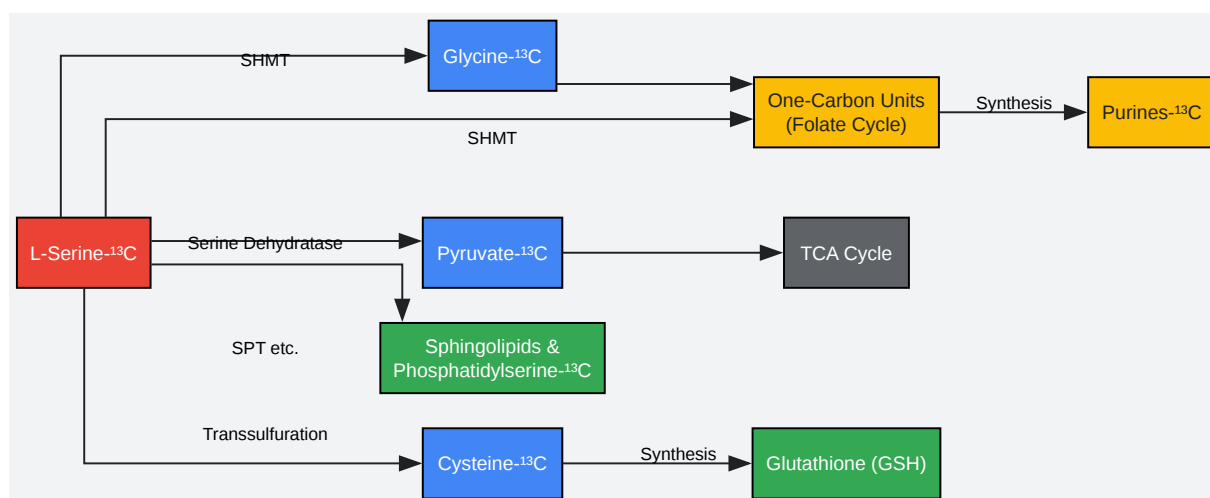 SHMT
Glycine-¹³C
One-Carbon Units
(Folate Cycle)
Synthesis
Purines-¹³C
SHMT
L-Serine-¹³C
Serine Dehydratase
Pyruvate-¹³C
TCA Cycle
SPT etc.
Sphingolipids &
Phosphatidylserine-¹³C
Transsulfuration
Cysteine-¹³C
Synthesis
Glutathione (GSH)